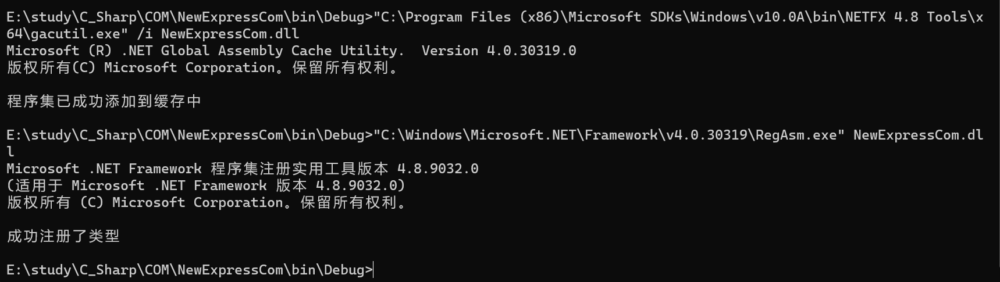 E:\study\C_Sharp\COM\NewExpressCom\bin\Debug>"C:\Program Files (x86)\Microsoft SDKs\Windows\v10.0A\bin\NETFX 4.8 Tools\x
64\gacutil.exe" /i NewExpressCom.dll
Microsoft (R) .NET Global Assembly Cache Utility.  Version 4.0.30319.0
版权所有(C) Microsoft Corporation。保留所有权利。
程序集已成功添加到缓存中
E:\study\C_Sharp\COM\NewExpressCom\bin\Debug>"C:\Windows\Microsoft.NET\Framework\v4.0.30319\RegAsm.exe" NewExpressCom.dl
l
Microsoft .NET Framework 程序集注册实用工具版本 4.8.9032.0
(适用于 Microsoft .NET Framework 版本 4.8.9032.0)
版权所有 (C) Microsoft Corporation。保留所有权利。
成功注册了类型
E:\study\C_Sharp\COM\NewExpressCom\bin\Debug>